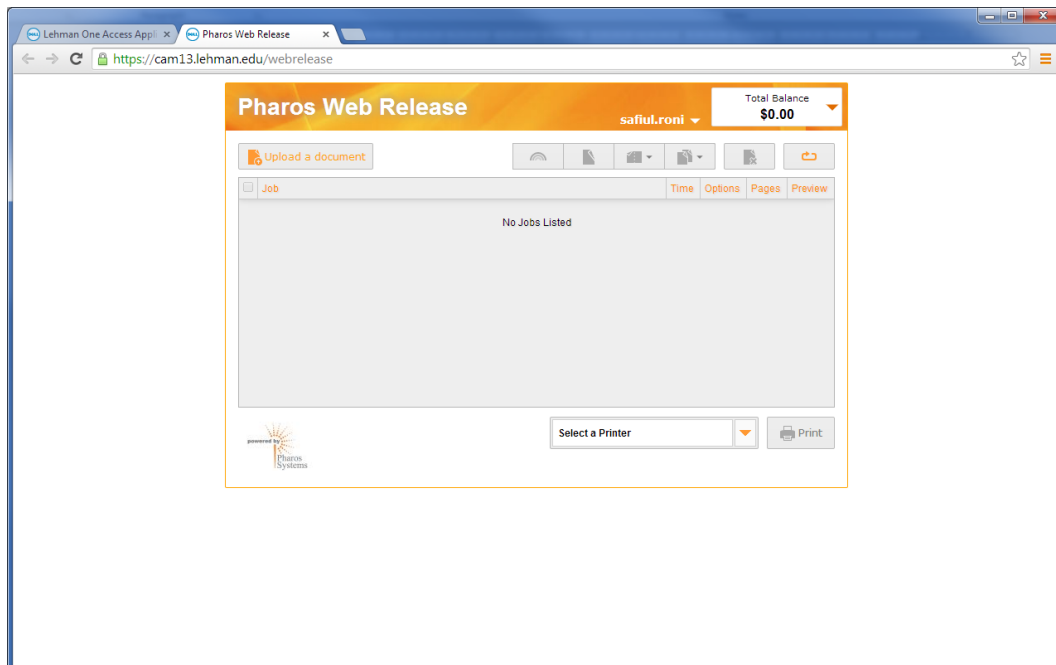 Lehman One Access Appli
Pharos Web Release
https://cam13.lehman.edu/webrelease
Pharos Web Release
safiul.roni
Total Balance
$0.00
Upload a document
Job
Time
Options
Pages
Preview
No Jobs Listed
powered by
Pharos
Systems
Select a Printer
Print